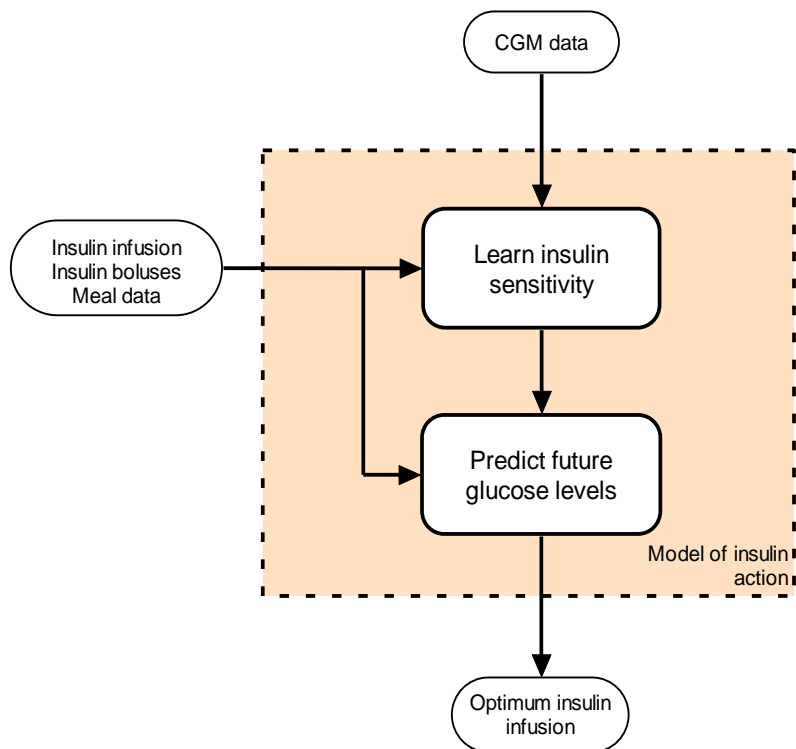 CGM data
Insulin infusion
Insulin boluses
Meal data
Learn insulin
sensitivity
Predict future
glucose levels
Model of insulin
action
Optimum insulin
infusion